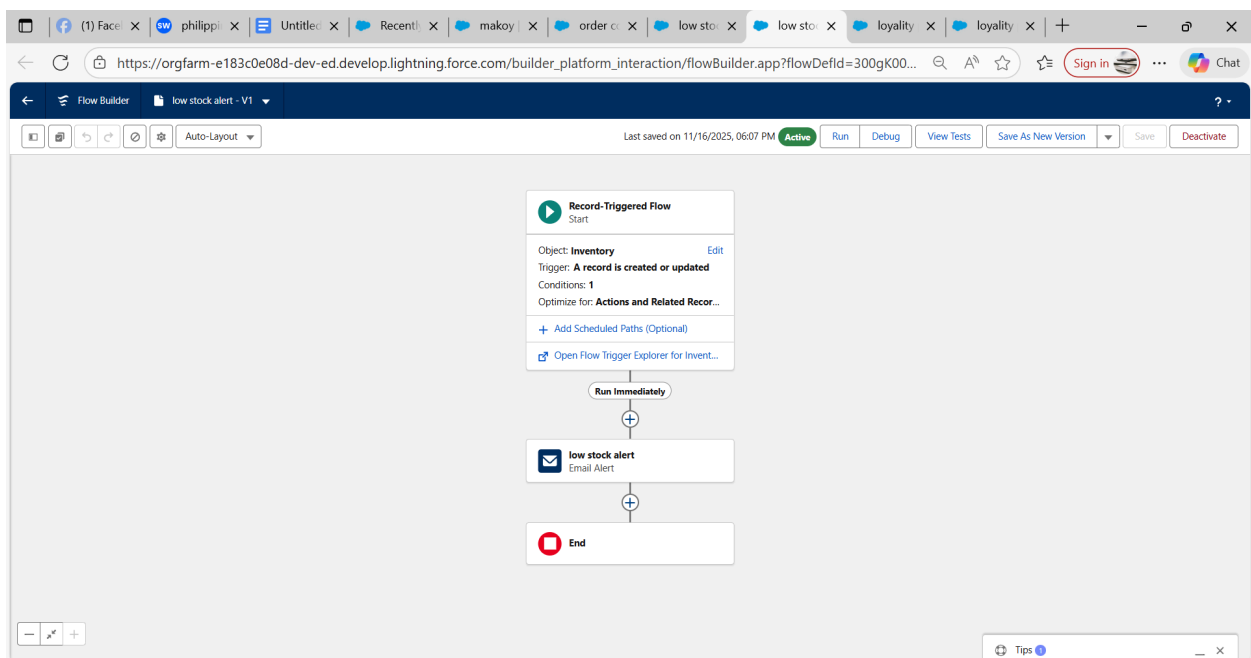 (1) Face
philippi
Untitled
Recently
makoy |
order co
low stoc
low stoc
loyality
loyality
https://orgfarm-e183c0e08d-dev-ed.develop.lightning.force.com/builder_platform_interaction/flowBuilder.app?flowDefId=300gK00...
Sign in
Chat
Flow Builder
low stock alert - V1
?
Auto-Layout
Last saved on 11/16/2025, 06:07 PM
Active
Run
Debug
View Tests
Save As New Version
Save
Deactivate
Record-Triggered Flow
Start
Object: Inventory
Edit
Trigger: A record is created or updated
Conditions: 1
Optimize for: Actions and Related Recor...
+ Add Scheduled Paths (Optional)
Open Flow Trigger Explorer for Invent...
Run Immediately
low stock alert
Email Alert
End
Tips 1